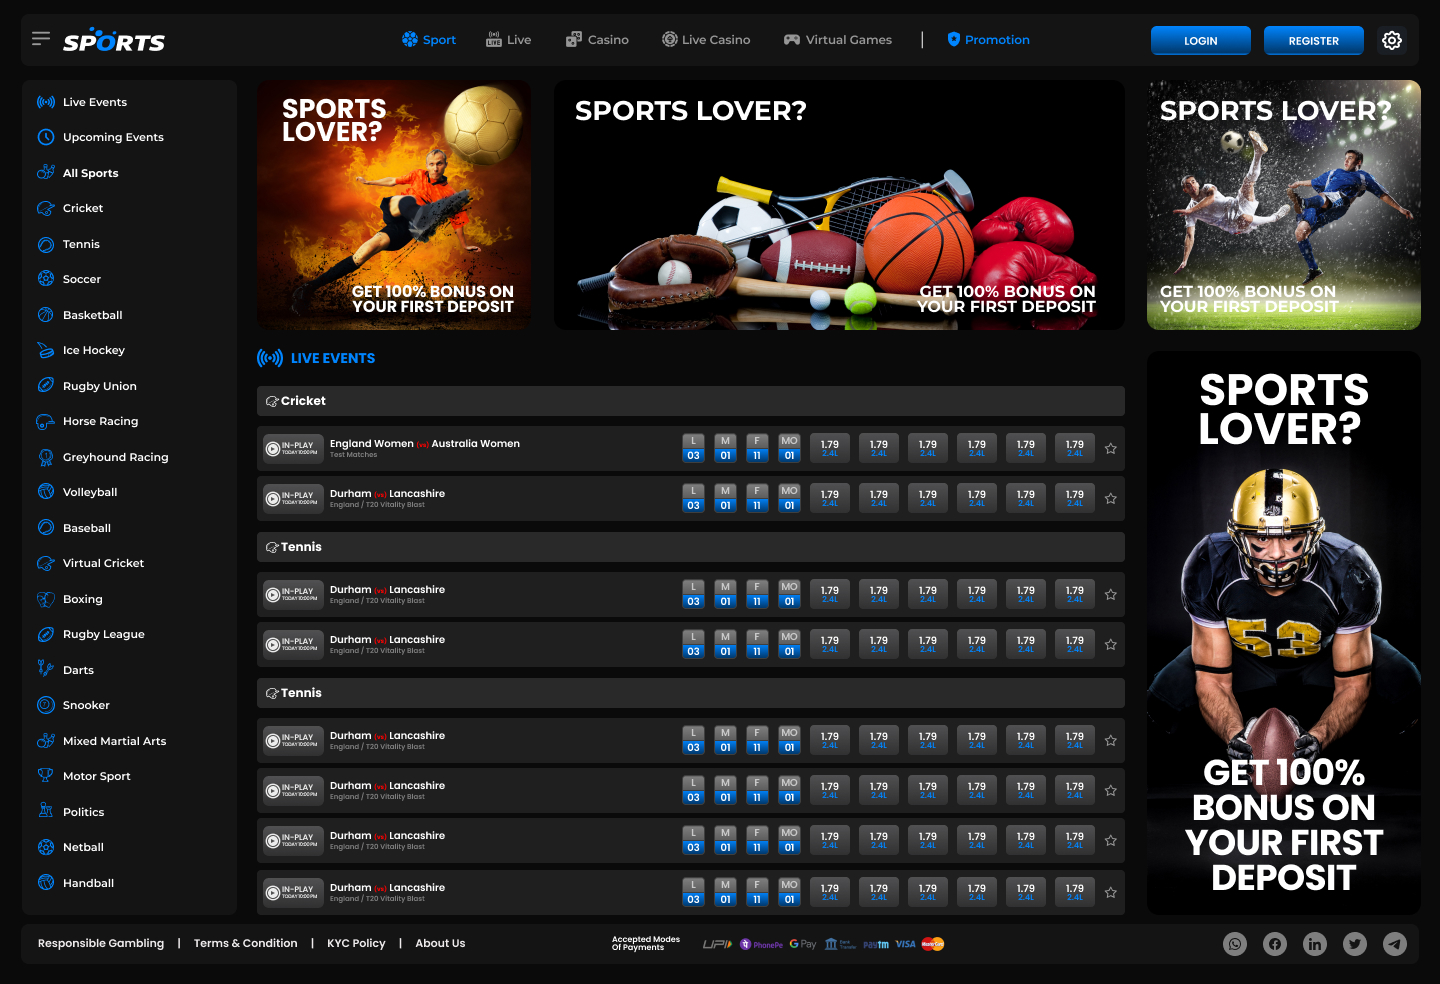 SPORTS
Sport
Live
Casino
Live Casino
Virtual Games
|
Promotion
LOGIN
REGISTER
Live Events
Upcoming Events
All Sports
Cricket
Tennis
Soccer
Basketball
Ice Hockey
Rugby Union
Horse Racing
Greyhound Racing
Volleyball
Baseball
Virtual Cricket
Boxing
Rugby League
Darts
Snooker
Mixed Martial Arts
Motor Sport
Politics
Netball
Handball
SPORTS
LOVER?
GET 100% BONUS ON
YOUR FIRST DEPOSIT
SPORTS LOVER?
GET 100% BONUS ON
YOUR FIRST DEPOSIT
SPORTS LOVER?
GET 100% BONUS ON
YOUR FIRST DEPOSIT
LIVE EVENTS
Cricket
IN-PLAY
TODAY 10:00 PM
England Women (vs) Australia Women
Test Matches
L M F MO
03 01 11 01
1.79 1.79 1.79 1.79 1.79 1.79
2.4L 2.4L 2.4L 2.4L 2.4L 2.4L
IN-PLAY
TODAY 10:00 PM
Durham (vs) Lancashire
England / T20 Vitality Blast
L M F MO
03 01 11 01
1.79 1.79 1.79 1.79 1.79 1.79
2.4L 2.4L 2.4L 2.4L 2.4L 2.4L
Tennis
IN-PLAY
TODAY 10:00 PM
Durham (vs) Lancashire
England / T20 Vitality Blast
L M F MO
03 01 11 01
1.79 1.79 1.79 1.79 1.79 1.79
2.4L 2.4L 2.4L 2.4L 2.4L 2.4L
IN-PLAY
TODAY 10:00 PM
Durham (vs) Lancashire
England / T20 Vitality Blast
L M F MO
03 01 11 01
1.79 1.79 1.79 1.79 1.79 1.79
2.4L 2.4L 2.4L 2.4L 2.4L 2.4L
Tennis
IN-PLAY
TODAY 10:00 PM
Durham (vs) Lancashire
England / T20 Vitality Blast
L M F MO
03 01 11 01
1.79 1.79 1.79 1.79 1.79 1.79
2.4L 2.4L 2.4L 2.4L 2.4L 2.4L
IN-PLAY
TODAY 10:00 PM
Durham (vs) Lancashire
England / T20 Vitality Blast
L M F MO
03 01 11 01
1.79 1.79 1.79 1.79 1.79 1.79
2.4L 2.4L 2.4L 2.4L 2.4L 2.4L
IN-PLAY
TODAY 10:00 PM
Durham (vs) Lancashire
England / T20 Vitality Blast
L M F MO
03 01 11 01
1.79 1.79 1.79 1.79 1.79 1.79
2.4L 2.4L 2.4L 2.4L 2.4L 2.4L
IN-PLAY
TODAY 10:00 PM
Durham (vs) Lancashire
England / T20 Vitality Blast
L M F MO
03 01 11 01
1.79 1.79 1.79 1.79 1.79 1.79
2.4L 2.4L 2.4L 2.4L 2.4L 2.4L
SPORTS
LOVER?
53
GET 100%
BONUS ON
YOUR FIRST
DEPOSIT
Responsible Gambling | Terms & Condition | KYC Policy | About Us
Accepted Modes
Of Payments
UPI
PhonePe
G Pay
Bank
Transfer
Paytm
VISA
MasterCard